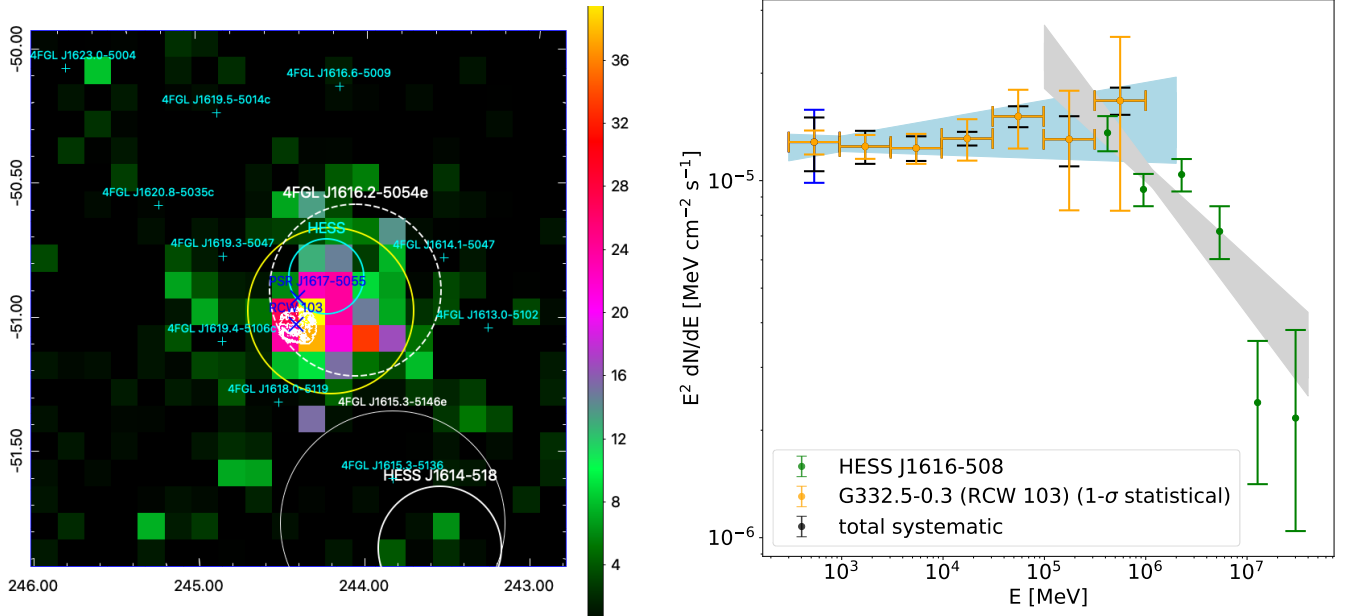 4FGL J1623.0-5004
4FGL J1616.6-5009
4FGL J1619.5-5014c
4FGL J1620.8-5035c
4FGL J1616.2-5054e
HESS
4FGL J1619.3-5047
4FGL J1614.1-5047
PSR J1617-5055
RCW 103
4FGL J1613.0-5102
4FGL J1619.4-5106c
4FGL J1618.0-5119
4FGL J1615.3-5146e
4FGL J1615.3-5136
HESS J1614-518
-50.00
-50.50
-51.00
-51.50
246.00
245.00
244.00
243.00
36
32
28
24
20
16
12
8
4
E² dN/dE [MeV cm⁻² s⁻¹]
10⁻⁵
10⁻⁶
HESS J1616-508
G332.5-0.3 (RCW 103) (1-σ statistical)
total systematic
10³
10⁴
10⁵
10⁶
10⁷
E [MeV]